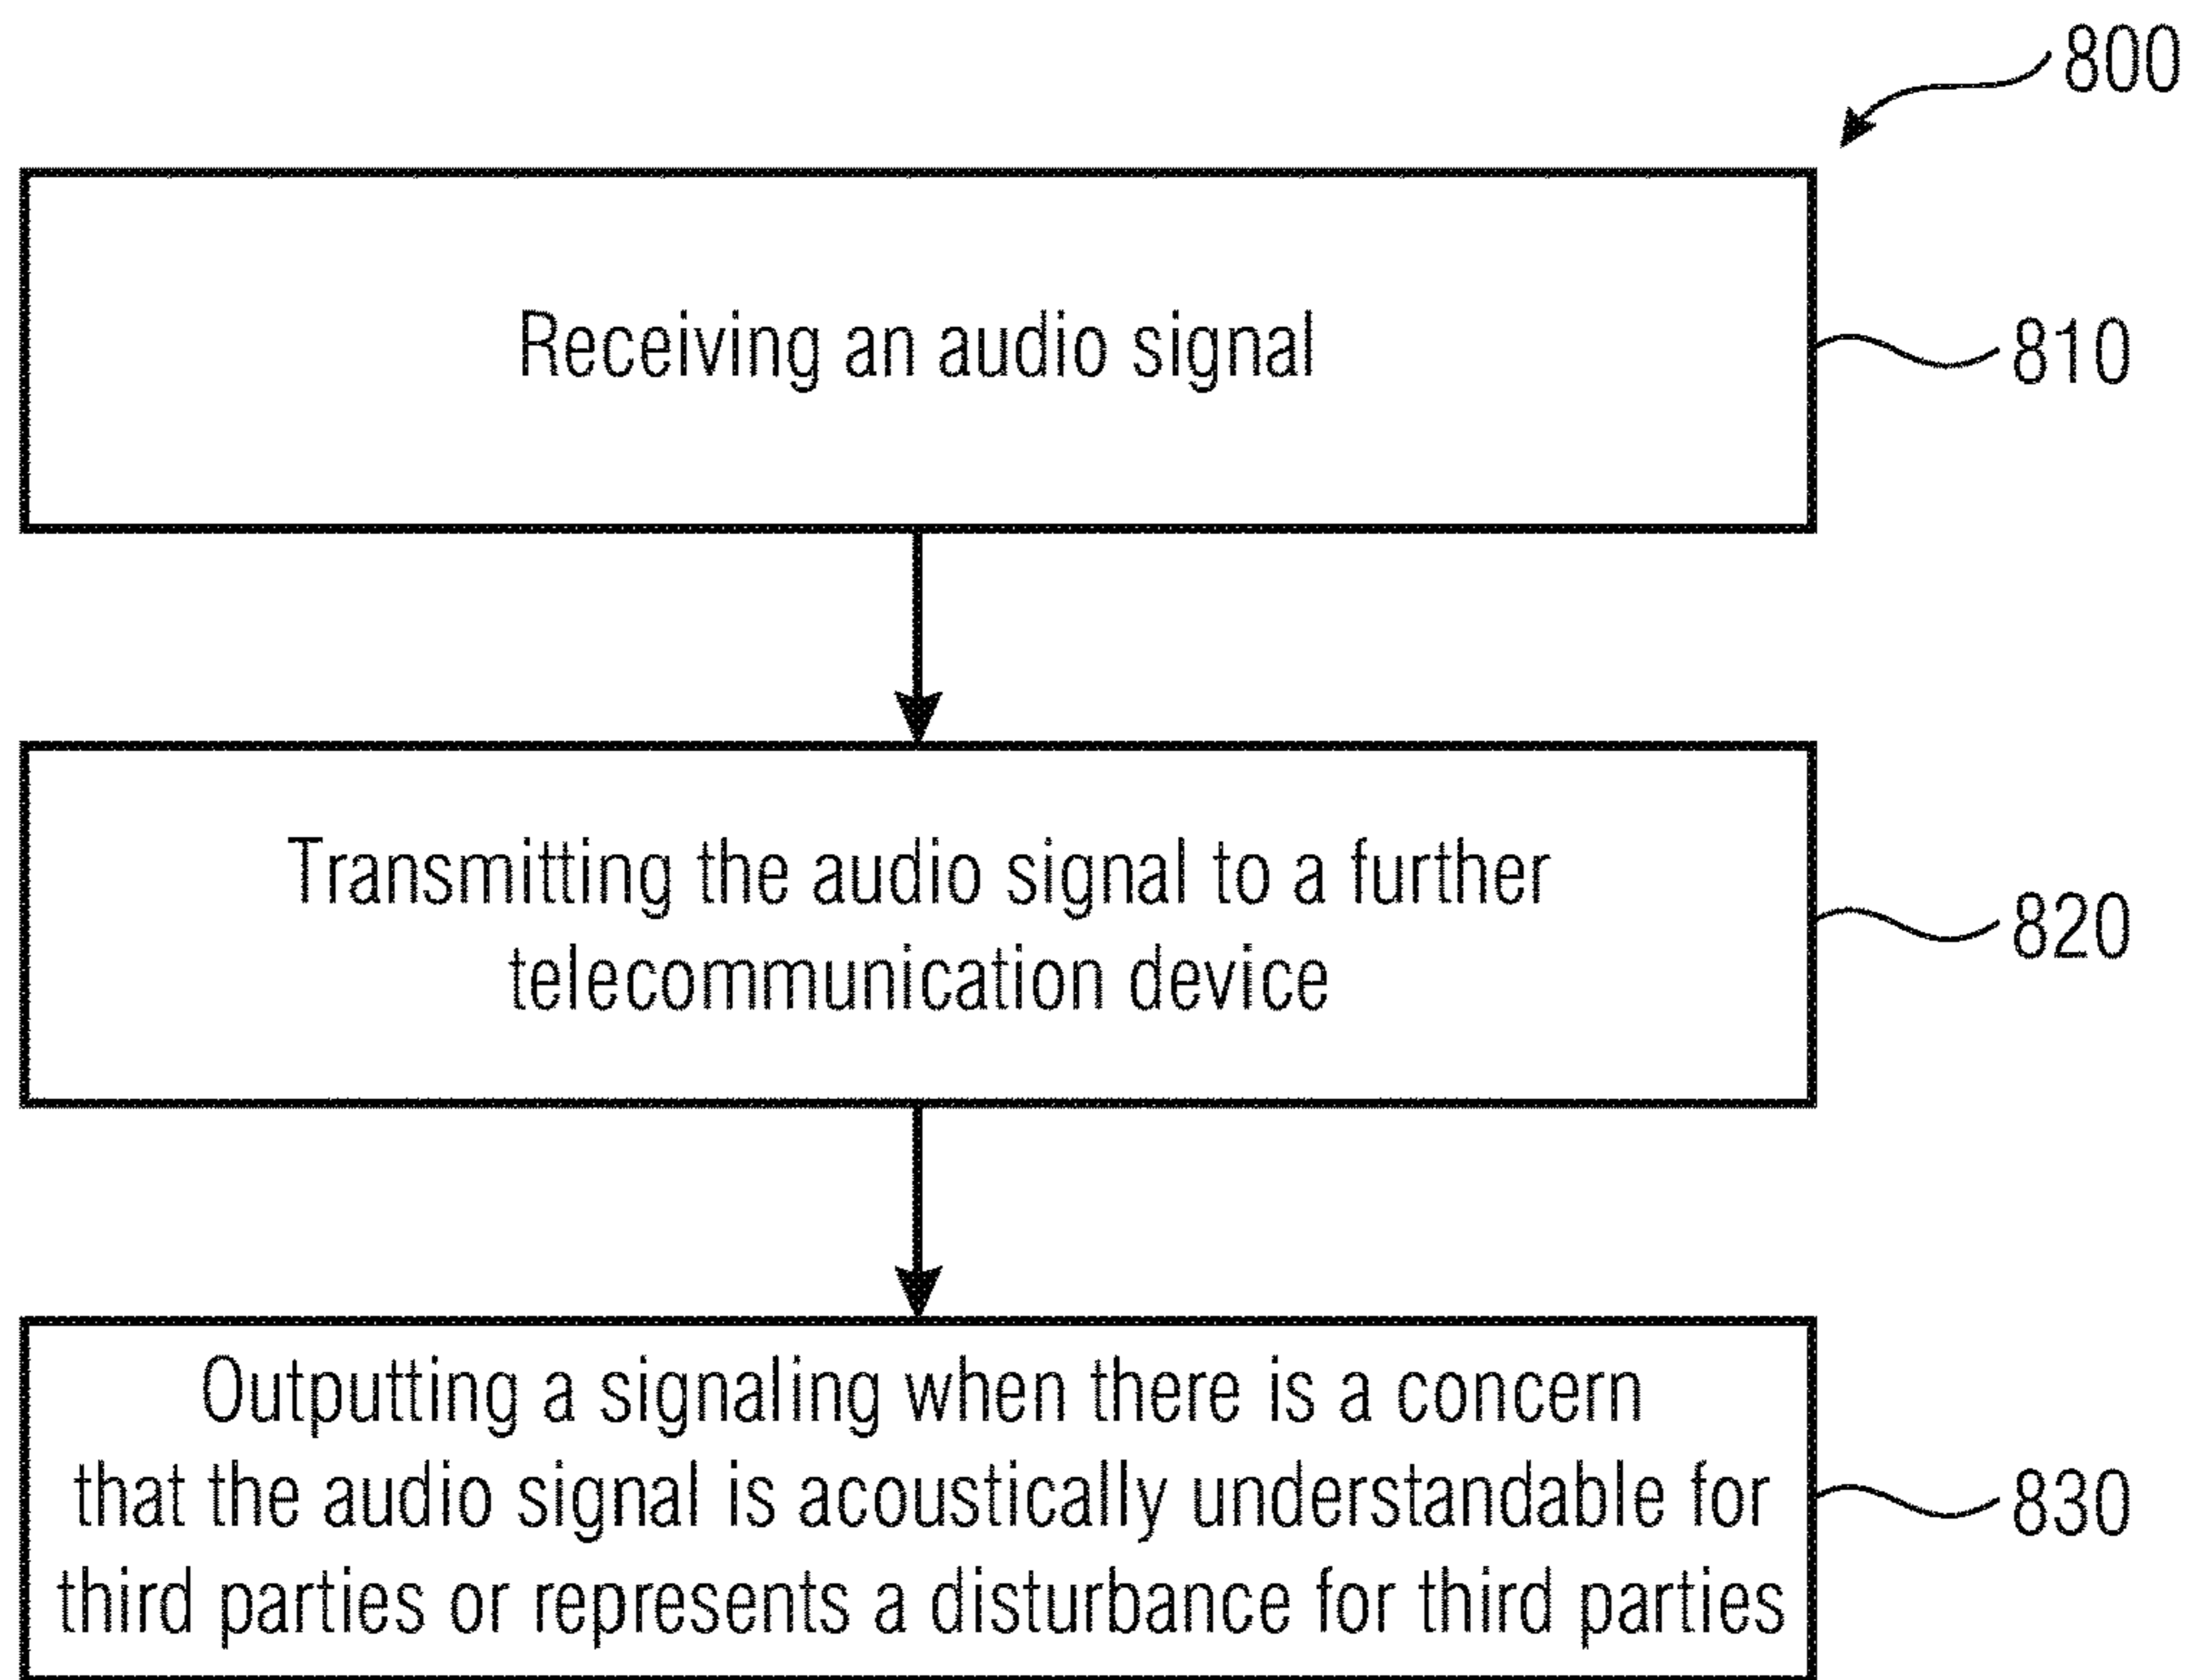 800
Receiving an audio signal
810
Transmitting the audio signal to a further
telecommunication device
820
Outputting a signaling when there is a concern
that the audio signal is acoustically understandable for
third parties or represents a disturbance for third parties
830